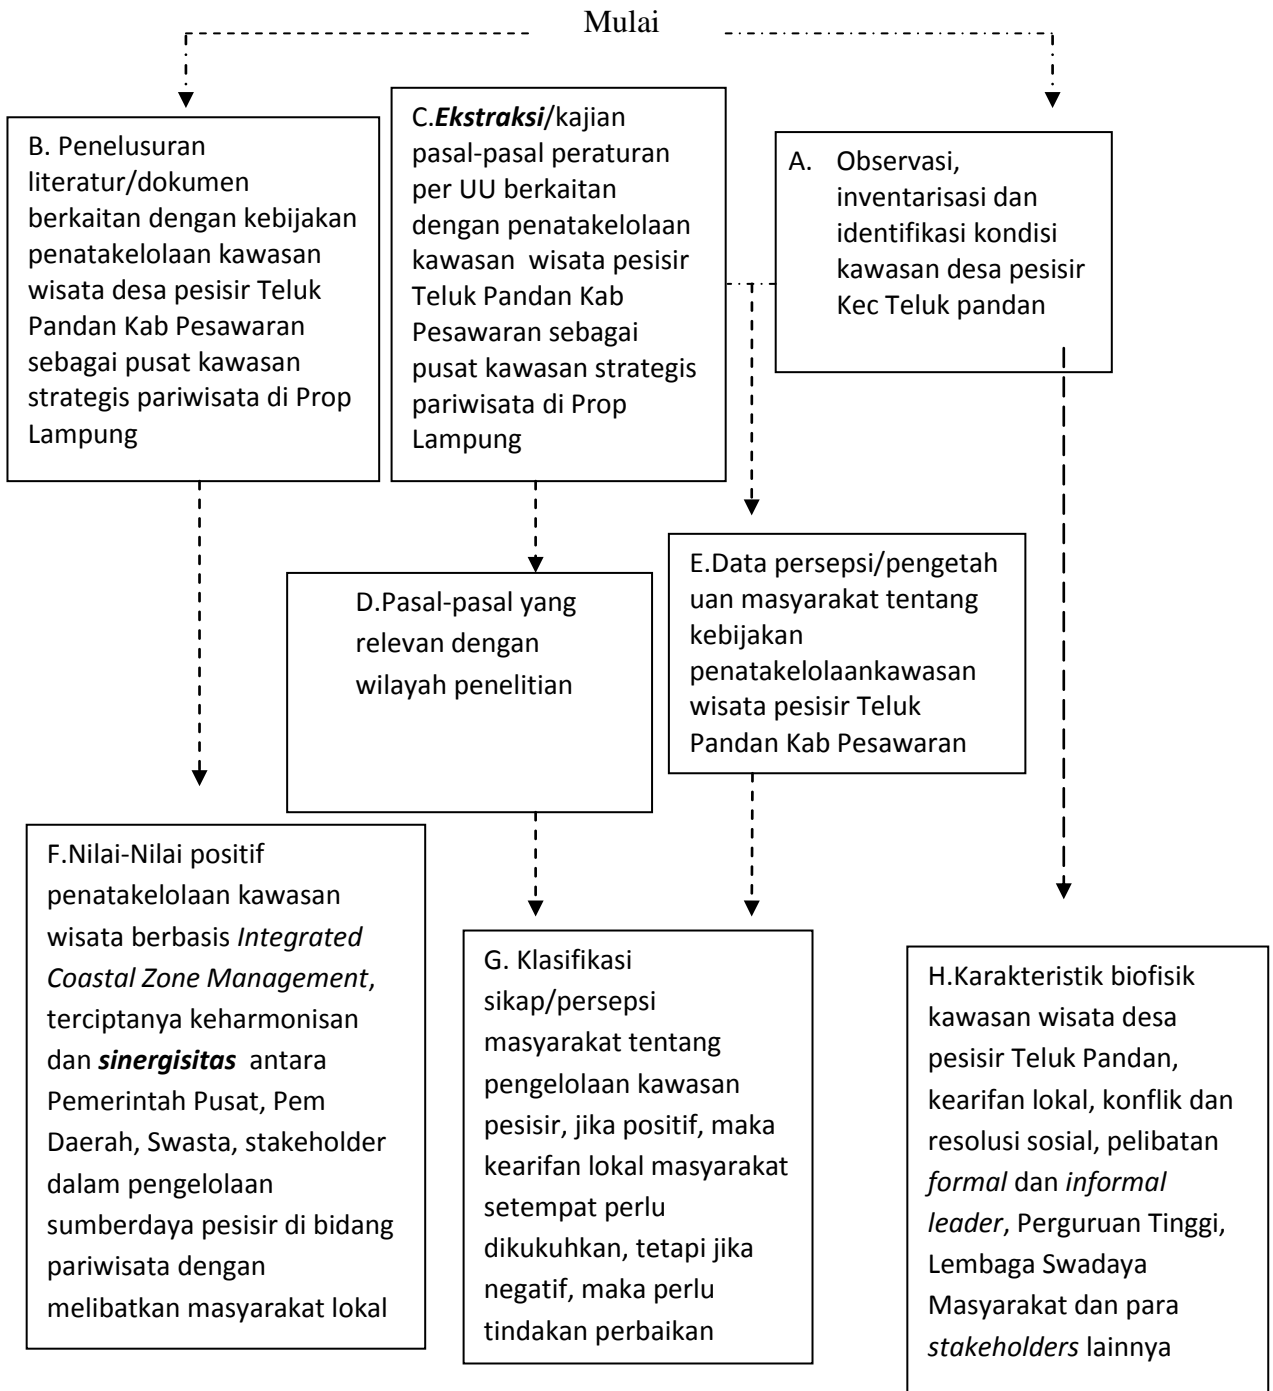 Mulai
B. Penelusuran
literatur/dokumen
berkaitan dengan kebijakan
penatakelolaan kawasan
wisata desa pesisir Teluk
Pandan Kab Pesawaran
sebagai pusat kawasan
strategis pariwisata di Prop
Lampung
C.Ekstraksi/kajian
pasal-pasal peraturan
per UU berkaitan
dengan penatakelolaan
kawasan wisata pesisir
Teluk Pandan Kab
Pesawaran sebagai
pusat kawasan strategis
pariwisata di Prop
Lampung
A. Observasi,
inventarisasi dan
identifikasi kondisi
kawasan desa pesisir
Kec Teluk pandan
D.Pasal-pasal yang
relevan dengan
wilayah penelitian
E.Data persepsi/pengetah
uan masyarakat tentang
kebijakan
penatakelolaankawasan
wisata pesisir Teluk
Pandan Kab Pesawaran
F.Nilai-Nilai positif
penatakelolaan kawasan
wisata berbasis Integrated
Coastal Zone Management,
terciptanya keharmonisan
dan sinergisitas antara
Pemerintah Pusat, Pem
Daerah, Swasta, stakeholder
dalam pengelolaan
sumberdaya pesisir di bidang
pariwisata dengan
melibatkan masyarakat lokal
G. Klasifikasi
sikap/persepsi
masyarakat tentang
pengelolaan kawasan
pesisir, jika positif, maka
kearifan lokal masyarakat
setempat perlu
dikukuhkan, tetapi jika
negatif, maka perlu
tindakan perbaikan
H.Karakteristik biofisik
kawasan wisata desa
pesisir Teluk Pandan,
kearifan lokal, konflik dan
resolusi sosial, pelibatan
formal dan informal
leader, Perguruan Tinggi,
Lembaga Swadaya
Masyarakat dan para
stakeholders lainnya